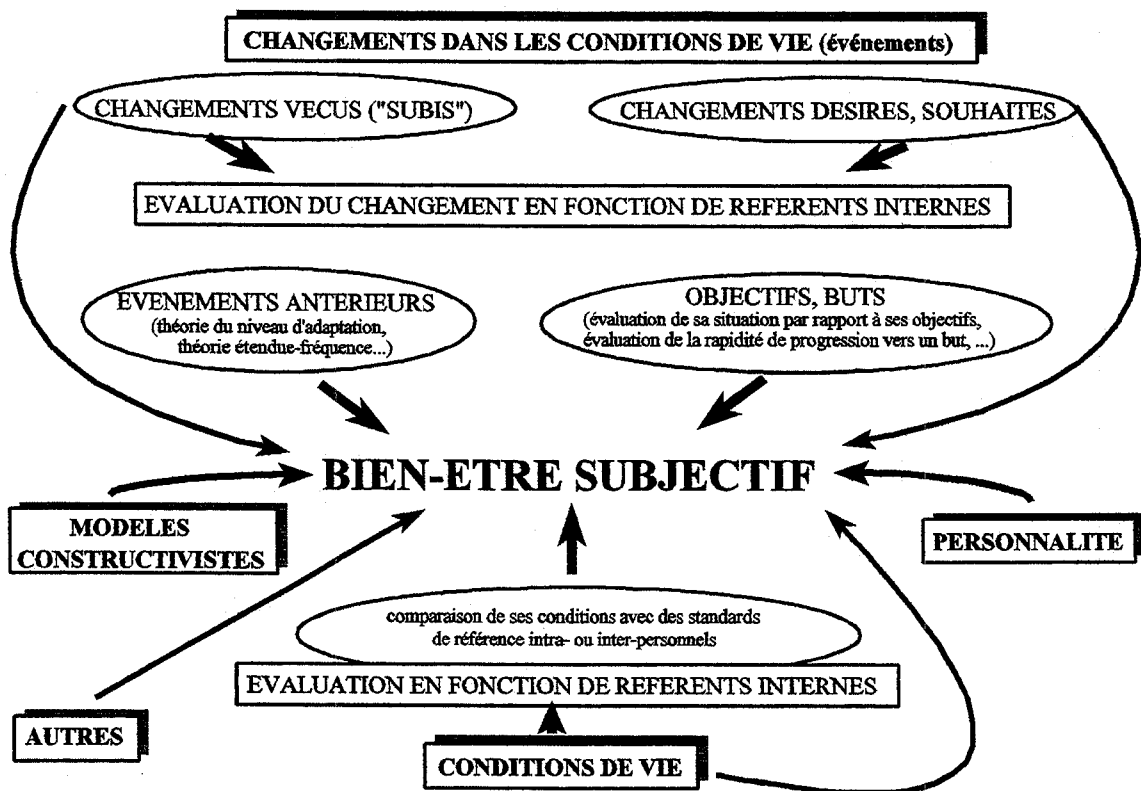 CHANGEMENTS DANS LES CONDITIONS DE VIE (événements)
CHANGEMENTS VECUS ("SUBIS")
CHANGEMENTS DESIRES, SOUHAITES
EVALUATION DU CHANGEMENT EN FONCTION DE REFERENTS INTERNES
EVENEMENTS ANTERIEURS
(théorie du niveau d'adaptation,
théorie étendue-fréquence...)
OBJECTIFS, BUTS
(évaluation de sa situation par rapport à ses objectifs,
évaluation de la rapidité de progression vers un but, ...)
BIEN-ETRE SUBJECTIF
MODELES
CONSTRUCTIVISTES
PERSONNALITE
comparaison de ses conditions avec des standards
de référence intra- ou inter-personnels
EVALUATION EN FONCTION DE REFERENTS INTERNES
AUTRES
CONDITIONS DE VIE